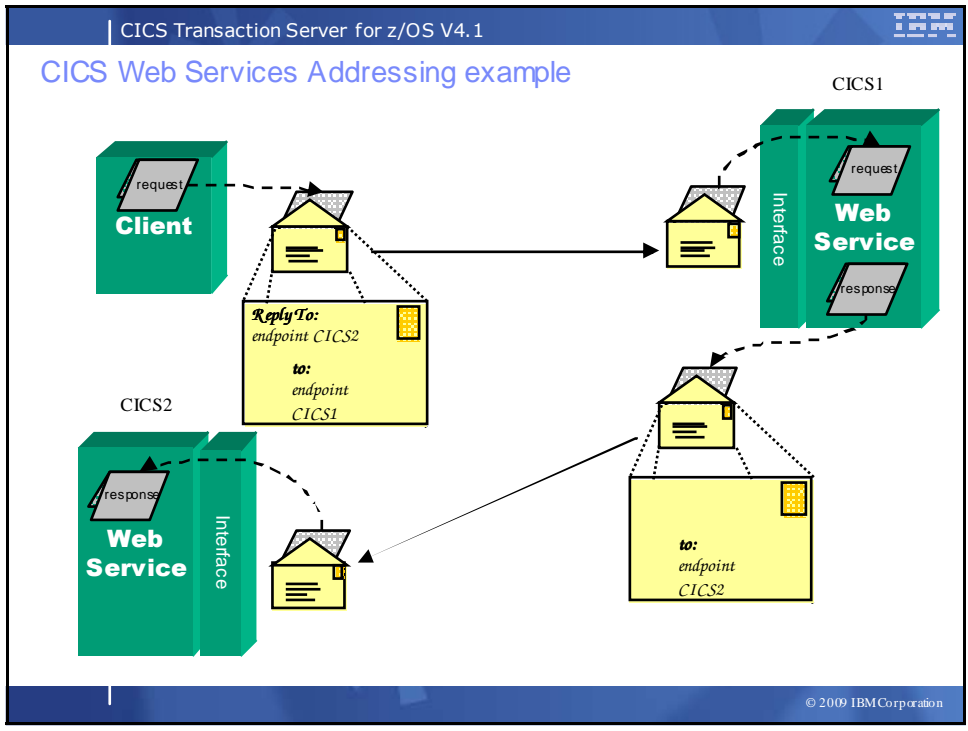 CICS Transaction Server for z/OS V4.1
IBM
CICS Web Services Addressing example
CICS1
request
Client
Interface
request
Web
Service
response
ReplyTo:
endpoint CICS2
to:
endpoint
CICS1
CICS2
response
Web
Service
Interface
to:
endpoint
CICS2
© 2009 IBM Corporation